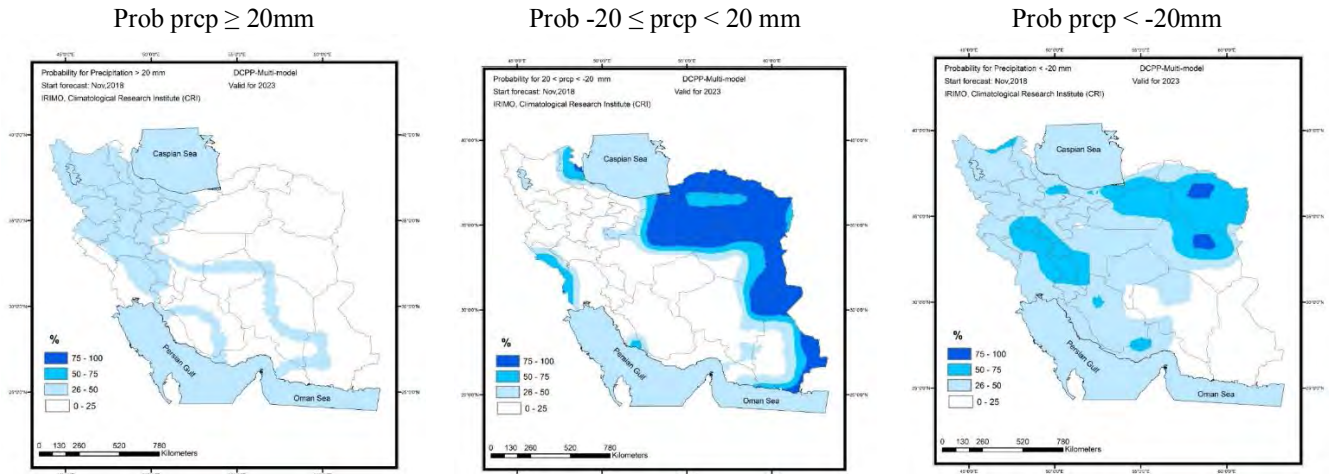 Prob prcp ≥ 20mm
Prob -20 ≤ prcp < 20 mm
Prob prcp < -20mm
Probability for Precipitation > 20 mm
DCPP-Multi-model
Start forecast: Nov,2018
Valid for 2023
IRIMO, Climatological Research Institute (CRI)
Caspian Sea
Persian Gulf
Oman Sea
%
75 - 100
50 - 75
26 - 50
0 - 25
0 130 260 520 780
Kilometers
Probability for 20 < prcp < -20 mm
DCPP-Multi-model
Start forecast: Nov,2018
Valid for 2023
IRIMO, Climatological Research Institute (CRI)
Caspian Sea
Persian Gulf
Oman Sea
%
75 - 100
50 - 75
26 - 50
0 - 25
0 130 260 520 780
Kilometers
Probability for Precipitation < -20 mm
DCPP-Multi-model
Start forecast: Nov,2018
Valid for 2023
IRIMO, Climatological Research Institute (CRI)
Caspian Sea
Persian Gulf
Oman Sea
%
75 - 100
50 - 75
26 - 50
0 - 25
0 130 260 520 780
Kilometers